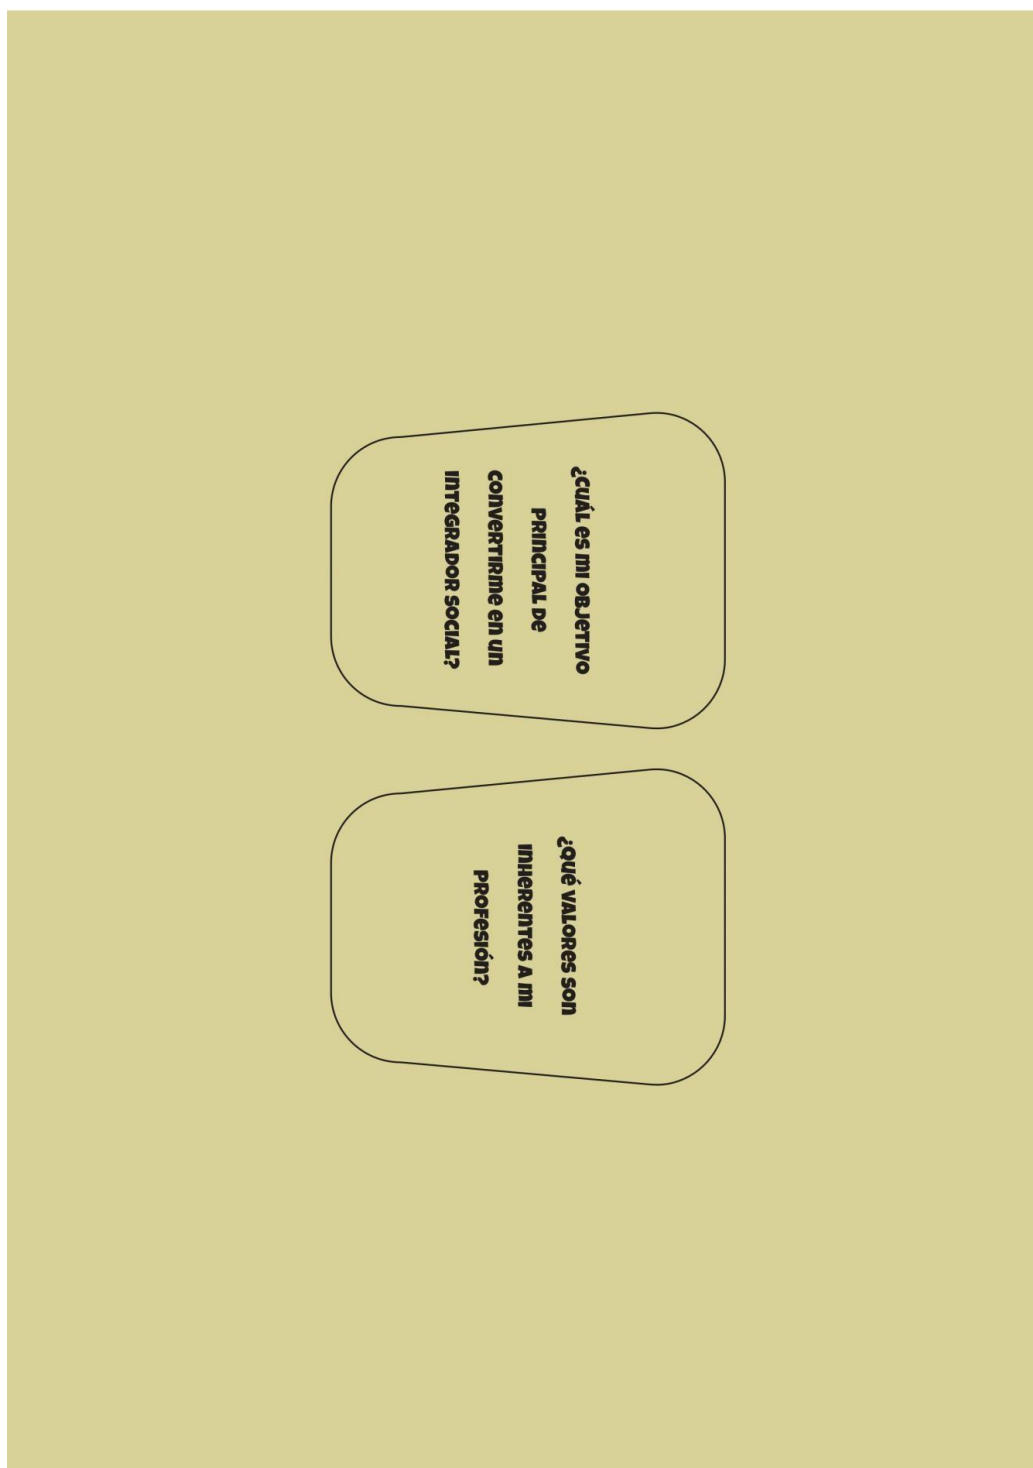 ¿Cuál es mi objetivo
principal de
convertirme en un
integrador social?
¿Qué valores son
inherentes a mi
profesión?